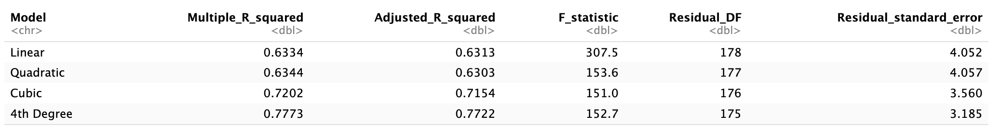 Model Multiple_R_squared Adjusted_R_squared F_statistic Residual_DF Residual_standard_error
<chr> <dbl> <dbl> <dbl> <dbl> <dbl>
Linear 0.6334 0.6313 307.5 178 4.052
Quadratic 0.6344 0.6303 153.6 177 4.057
Cubic 0.7202 0.7154 151.0 176 3.560
4th Degree 0.7773 0.7722 152.7 175 3.185